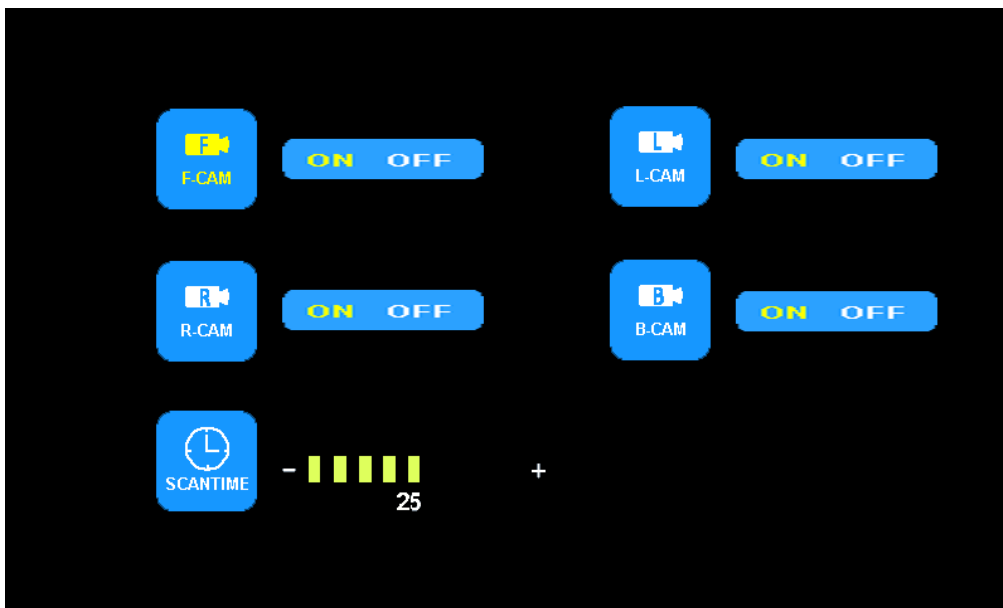 F
F-CAM
ON OFF
L
L-CAM
ON OFF
R
R-CAM
ON OFF
B
B-CAM
ON OFF
SCANTIME
- +
25